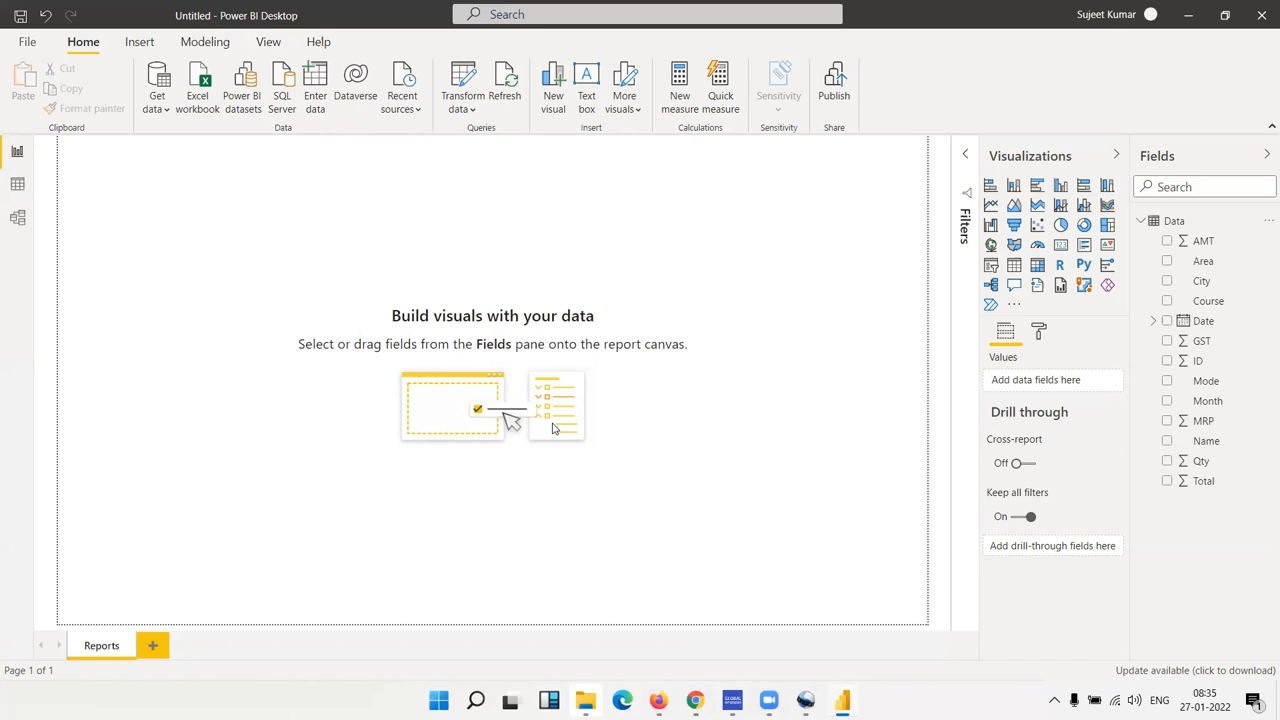 Untitled - Power BI Desktop
Search
Sujeet Kumar
File
Home
Insert
Modeling
View
Help
Paste
Cut
Copy
Format painter
Clipboard
Get data
Excel workbook
Power BI datasets
SQL Server
Enter data
Dataverse
Recent sources
Data
Transform data
Refresh
Queries
New visual
Text box
More visuals
Insert
New measure
Quick measure
Calculations
Sensitivity
Sensitivity
Publish
Share
Build visuals with your data
Select or drag fields from the Fields pane onto the report canvas.
Filters
Visualizations
R
Py
Values
Add data fields here
Drill through
Cross-report
Off
Keep all filters
On
Add drill-through fields here
Fields
Search
Data
AMT
Area
City
Course
Date
GST
ID
Mode
Month
MRP
Name
Qty
Total
Reports
Page 1 of 1
Update available (click to download)
ENG
08:35
27-01-2022